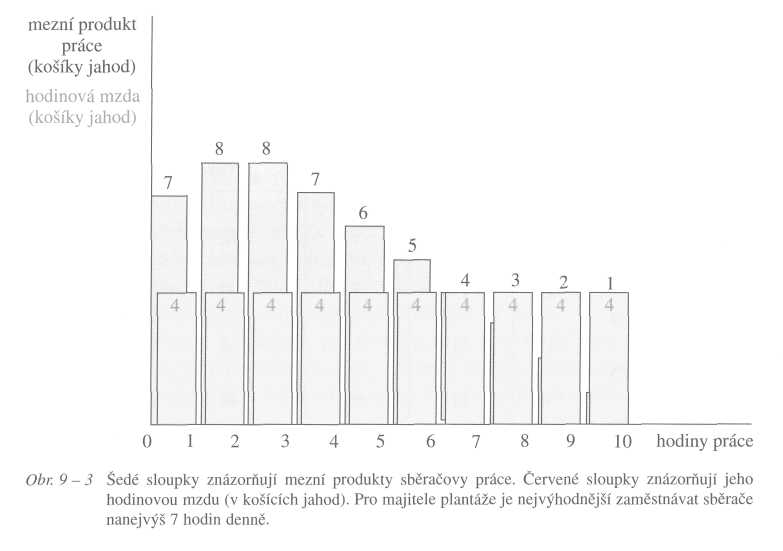 mezní produkt
práce
(košíky jahod)
hodinová mzda
(košíky jahod)
7 8 8 7 6 5 4 3 2 1
4 4 4 4 4 4 4 4 4 4
0 1 2 3 4 5 6 7 8 9 10 hodiny práce
Obr. 9 – 3 Šedé sloupky znázorňují mezní produkty sběračovy práce. Červené sloupky znázorňují jeho
hodinovou mzdu (v košících jahod). Pro majitele plantáže je nejvýhodnější zaměstnávat sběrače
nanejvýš 7 hodin denně.